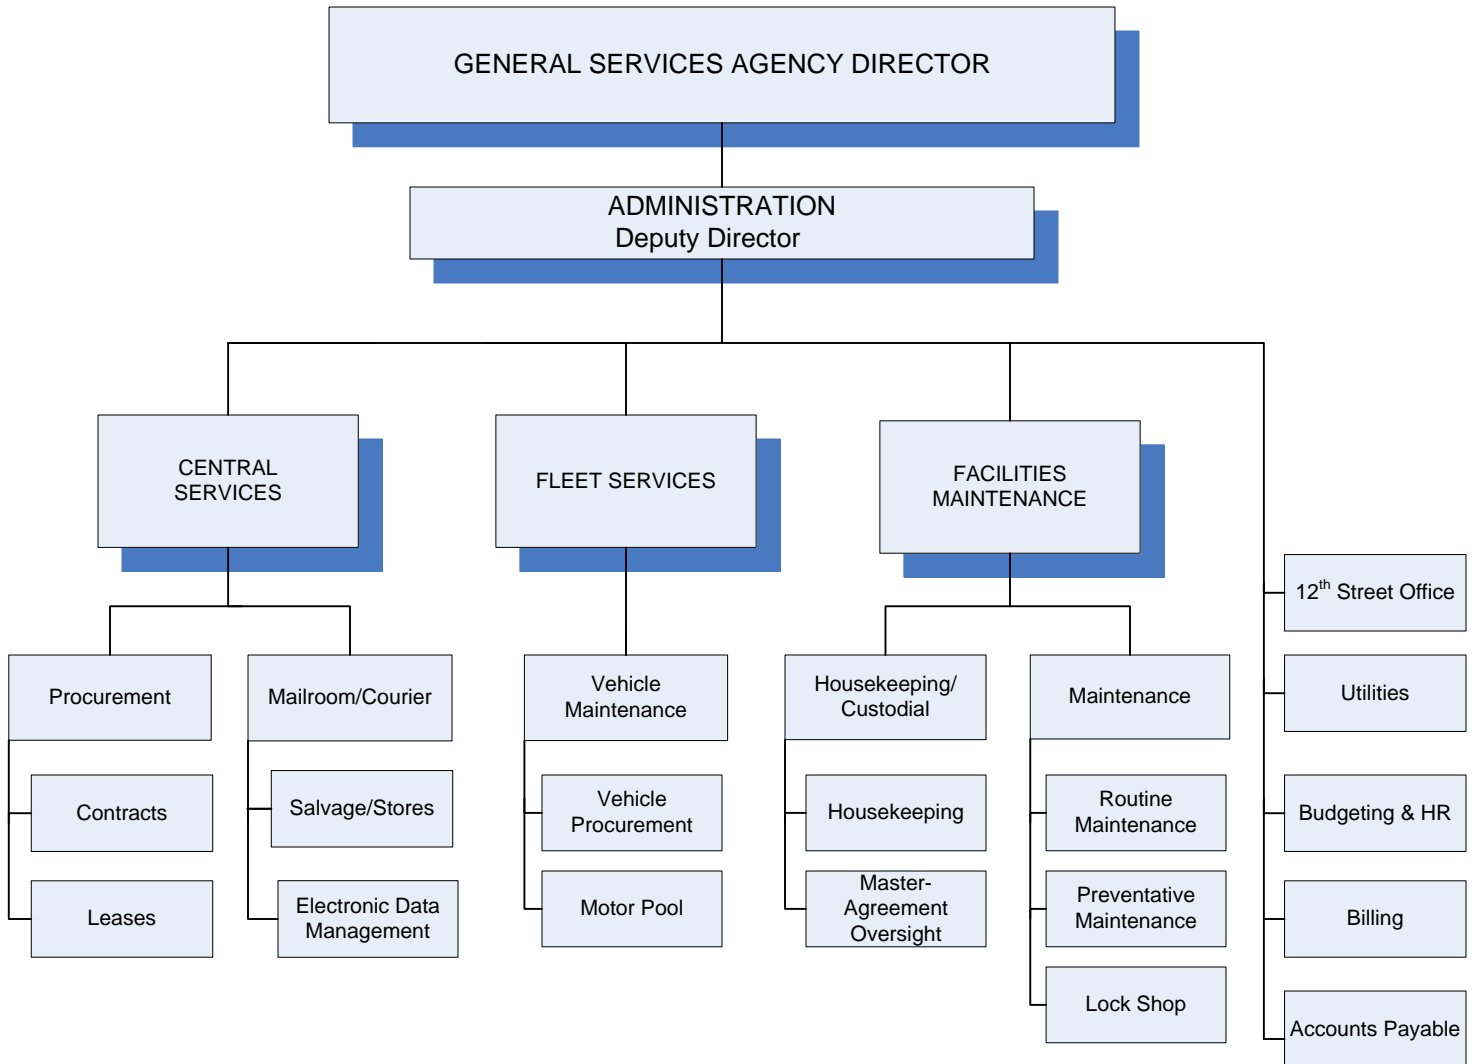 GENERAL SERVICES AGENCY DIRECTOR
ADMINISTRATION
Deputy Director
CENTRAL
SERVICES
FLEET SERVICES
FACILITIES
MAINTENANCE
Procurement
Contracts
Leases
Mailroom/Courier
Salvage/Stores
Electronic Data
Management
Vehicle
Maintenance
Vehicle
Procurement
Motor Pool
Housekeeping/
Custodial
Housekeeping
Master-
Agreement
Oversight
Maintenance
Routine
Maintenance
Preventative
Maintenance
Lock Shop
12th Street Office
Utilities
Budgeting & HR
Billing
Accounts Payable